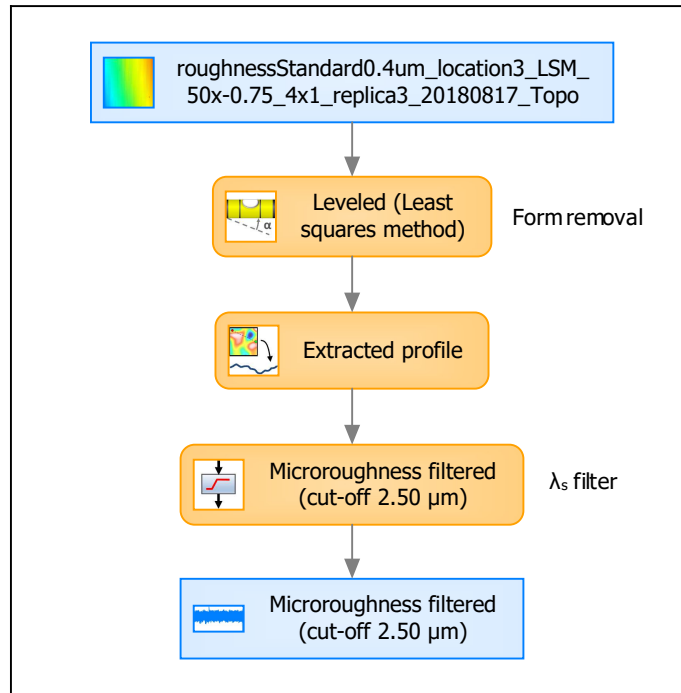 roughnessStandard0.4um_location3_LSM_
50x-0.75_4x1_replica3_20180817_Topo
Leveled (Least
squares method)
α
Form removal
Extracted profile
Microroughness filtered
(cut-off 2.50 µm)
λₛ filter
Microroughness filtered
(cut-off 2.50 µm)